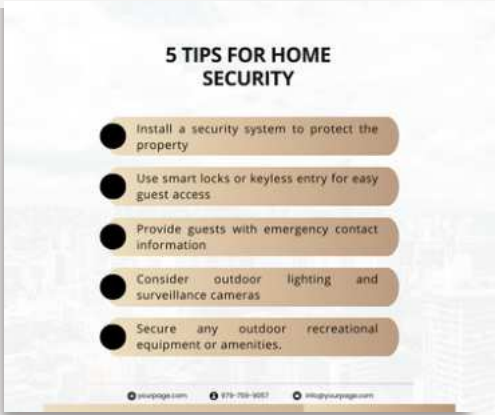 5 TIPS FOR HOME
SECURITY
Install a security system to protect the
property
Use smart locks or keyless entry for easy
guest access
Provide guests with emergency contact
information
Consider outdoor lighting and
surveillance cameras
Secure any outdoor recreational
equipment or amenities.
yourpage.com info@yourpage.com